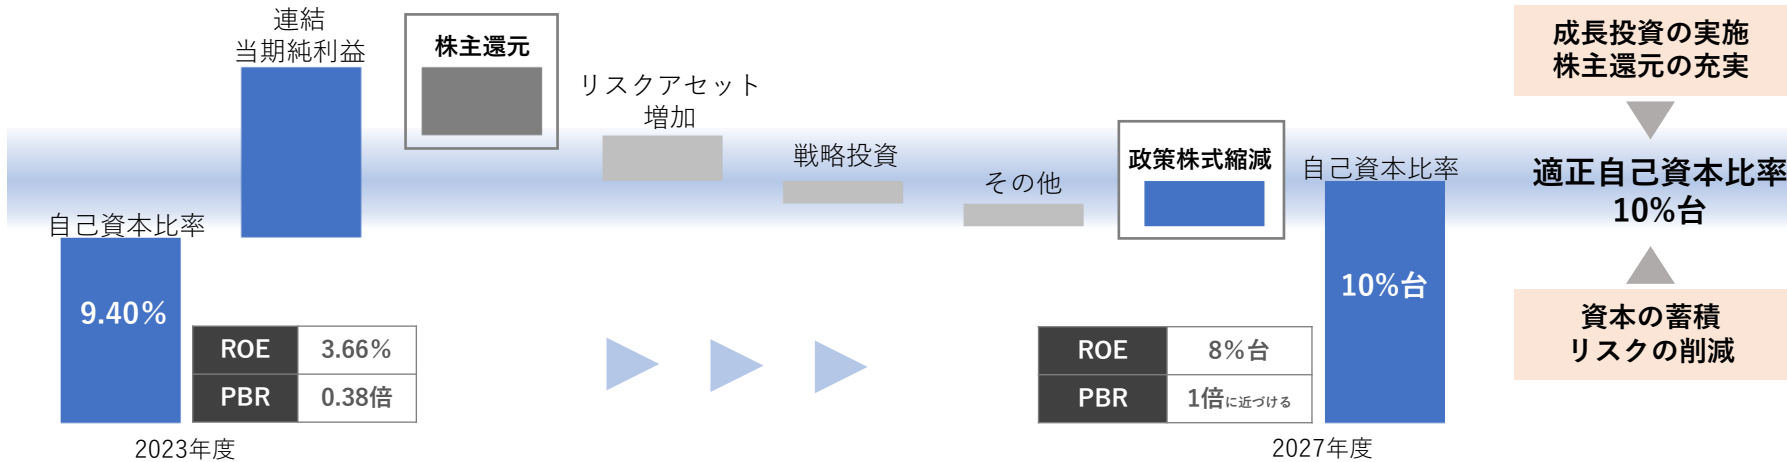 連結
当期純利益
株主還元
リスクアセット
増加
戦略投資
その他
政策株式縮減
自己資本比率
自己資本比率
9.40%
10%台
ROE 3.66%
PBR 0.38倍
ROE 8%台
PBR 1倍に近づける
2023年度
2027年度
成長投資の実施
株主還元の充実
適正自己資本比率
10%台
資本の蓄積
リスクの削減